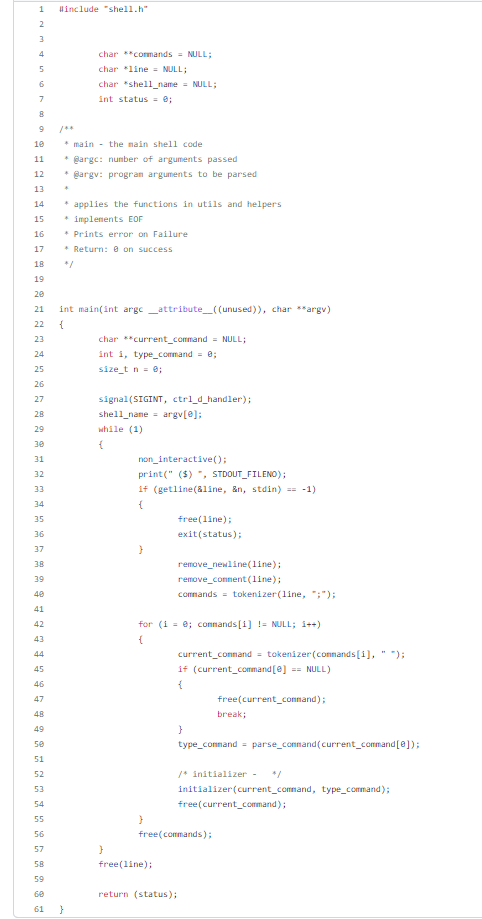 1 #include "shell.h"
2
3
4 char **commands = NULL;
5 char *line = NULL;
6 char *shell_name = NULL;
7 int status = 0;
8
9 /**
10 * main - the main shell code
11 * @argc: number of arguments passed
12 * @argv: program arguments to be parsed
13 *
14 * applies the functions in utils and helpers
15 * implements EOF
16 * Prints error on Failure
17 * Return: 0 on success
18 */
19
20
21 int main(int argc __attribute__((unused)), char **argv)
22 {
23 char **current_command = NULL;
24 int i, type_command = 0;
25 size_t n = 0;
26
27 signal(SIGINT, ctrl_d_handler);
28 shell_name = argv[0];
29 while (1)
30 {
31 non_interactive();
32 print(" ($) ", STDOUT_FILENO);
33 if (getline(&line, &n, stdin) == -1)
34 {
35 free(line);
36 exit(status);
37 }
38 remove_newline(line);
39 remove_comment(line);
40 commands = tokenizer(line, ";");
41
42 for (i = 0; commands[i] != NULL; i++)
43 {
44 current_command = tokenizer(commands[i], " ");
45 if (current_command[0] == NULL)
46 {
47 free(current_command);
48 break;
49 }
50 type_command = parse_command(current_command[0]);
51
52 /* initializer - */
53 initializer(current_command, type_command);
54 free(current_command);
55 }
56 free(commands);
57 }
58 free(line);
59
60 return (status);
61 }